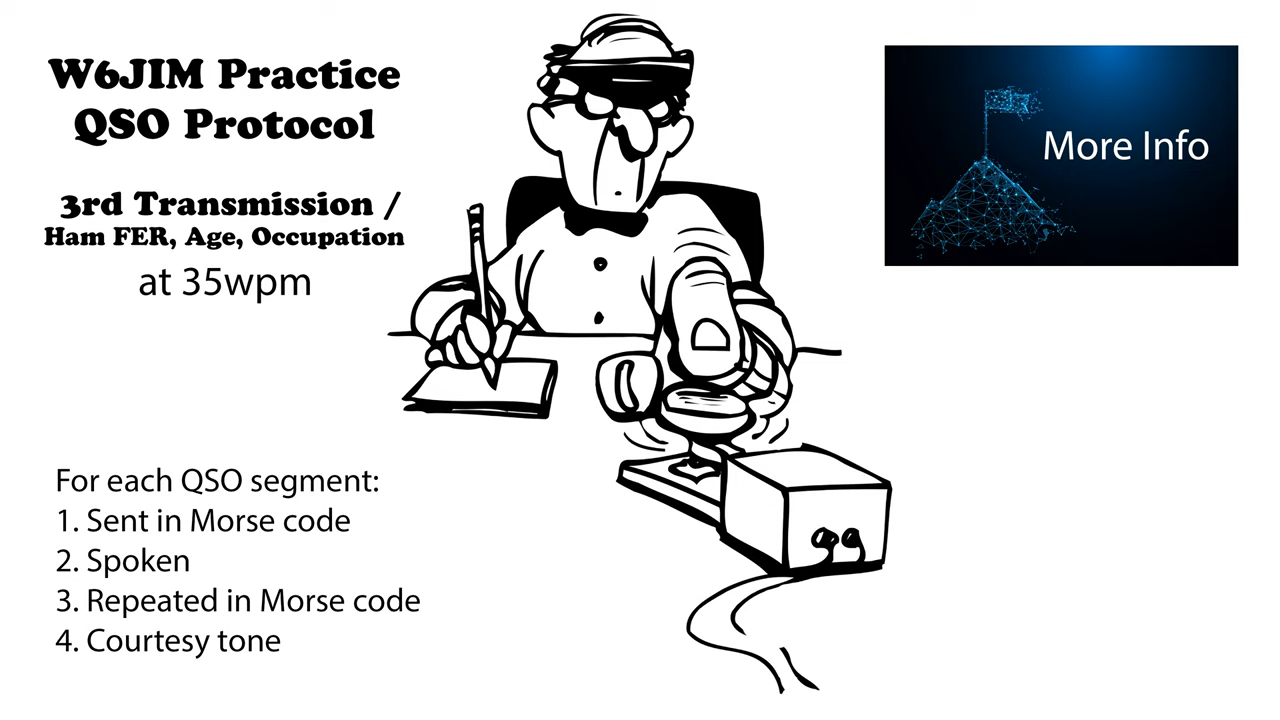 W6JIM Practice
QSO Protocol
3rd Transmission /
Ham FER, Age, Occupation
at 35wpm
More Info
For each QSO segment:
1. Sent in Morse code
2. Spoken
3. Repeated in Morse code
4. Courtesy tone